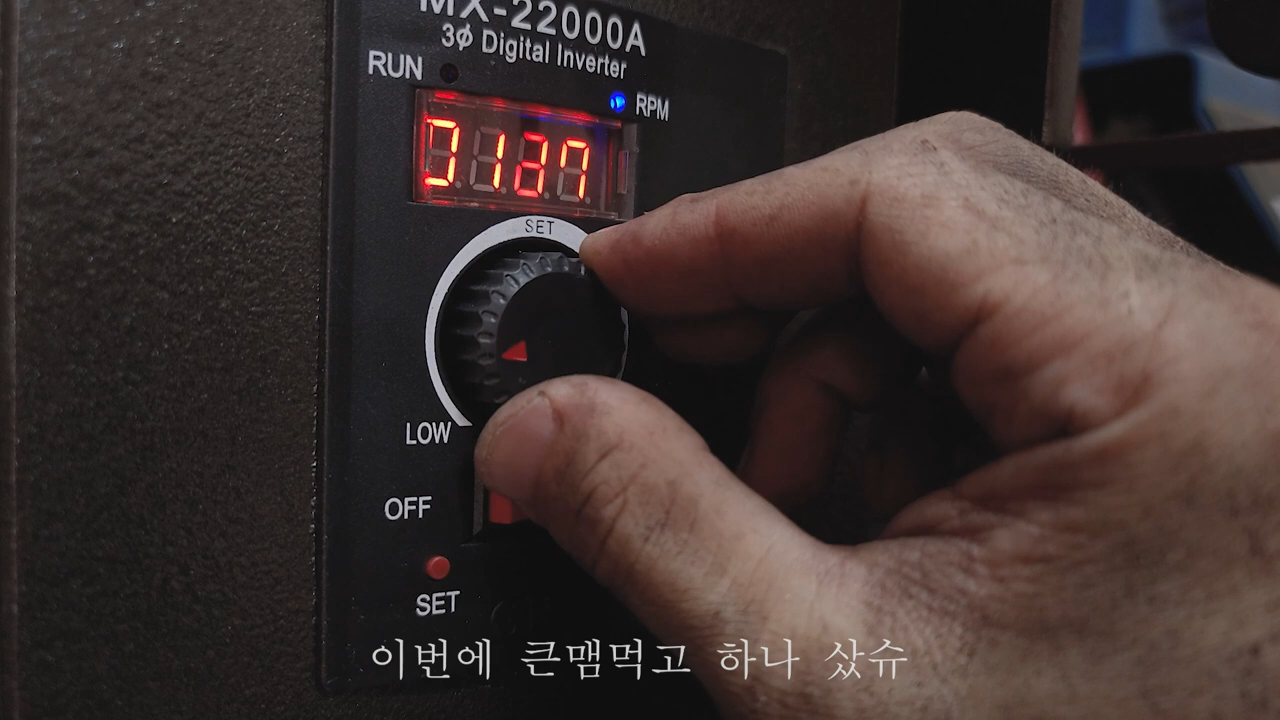 MX-22000A
3Ø Digital Inverter
RUN
RPM
SET
LOW
OFF
SET
이번에 큰맴먹고 하나 샀슈